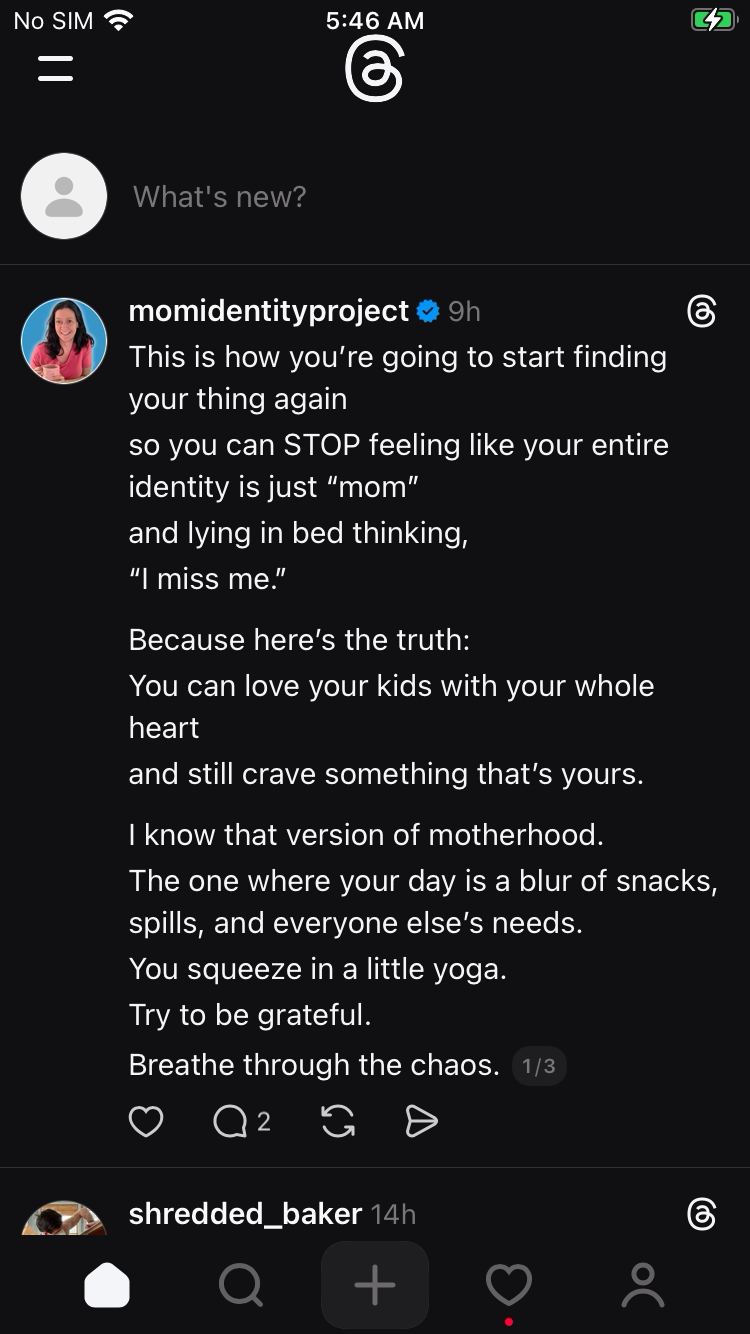 No SIM 5:46 AM
What's new?
momidentityproject 9h
This is how you’re going to start finding
your thing again
so you can STOP feeling like your entire
identity is just “mom”
and lying in bed thinking,
“I miss me.”
Because here’s the truth:
You can love your kids with your whole
heart
and still crave something that’s yours.
I know that version of motherhood.
The one where your day is a blur of snacks,
spills, and everyone else’s needs.
You squeeze in a little yoga.
Try to be grateful.
Breathe through the chaos. 1/3
2
shredded_baker 14h